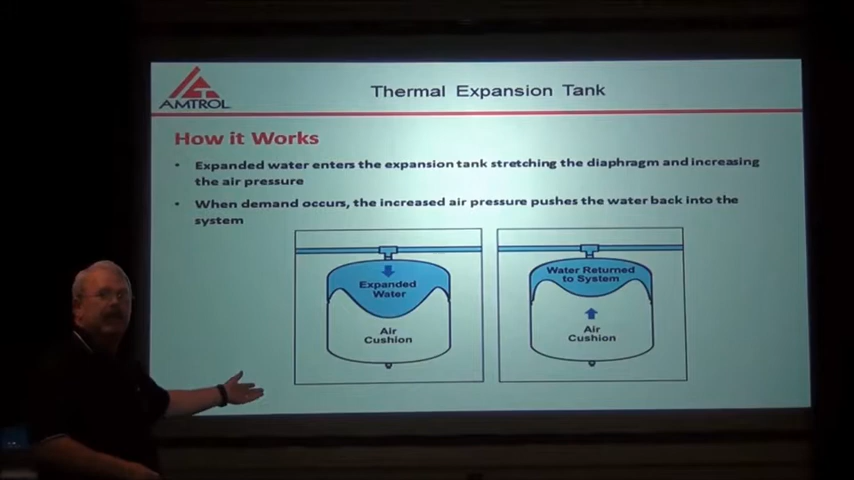 AMTROL
Thermal Expansion Tank
How it Works
• Expanded water enters the expansion tank stretching the diaphragm and increasing
the air pressure
• When demand occurs, the increased air pressure pushes the water back into the
system
Expanded
Water
Air
Cushion
Water Returned
to System
Air
Cushion